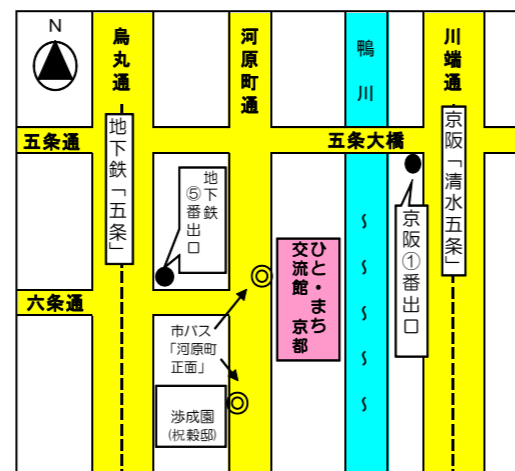 N
烏丸通
河原町通
鴨川
川端通
五条通
五条大橋
地下鉄「五条」
京阪「清水五条」
地下鉄
⑤番出口
京阪①番出口
ひと・まち
交流館 京都
六条通
市バス
「河原町
正面」
渉成園
(枳殻邸)